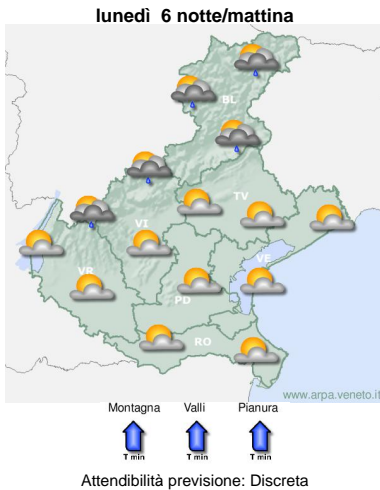 lunedì 6 notte/mattina
BL
TV
VI
VE
VR
PD
RO
www.arpa.veneto.it
Montagna Valli Pianura
T min T min T min
Attendibilità previsione: Discreta